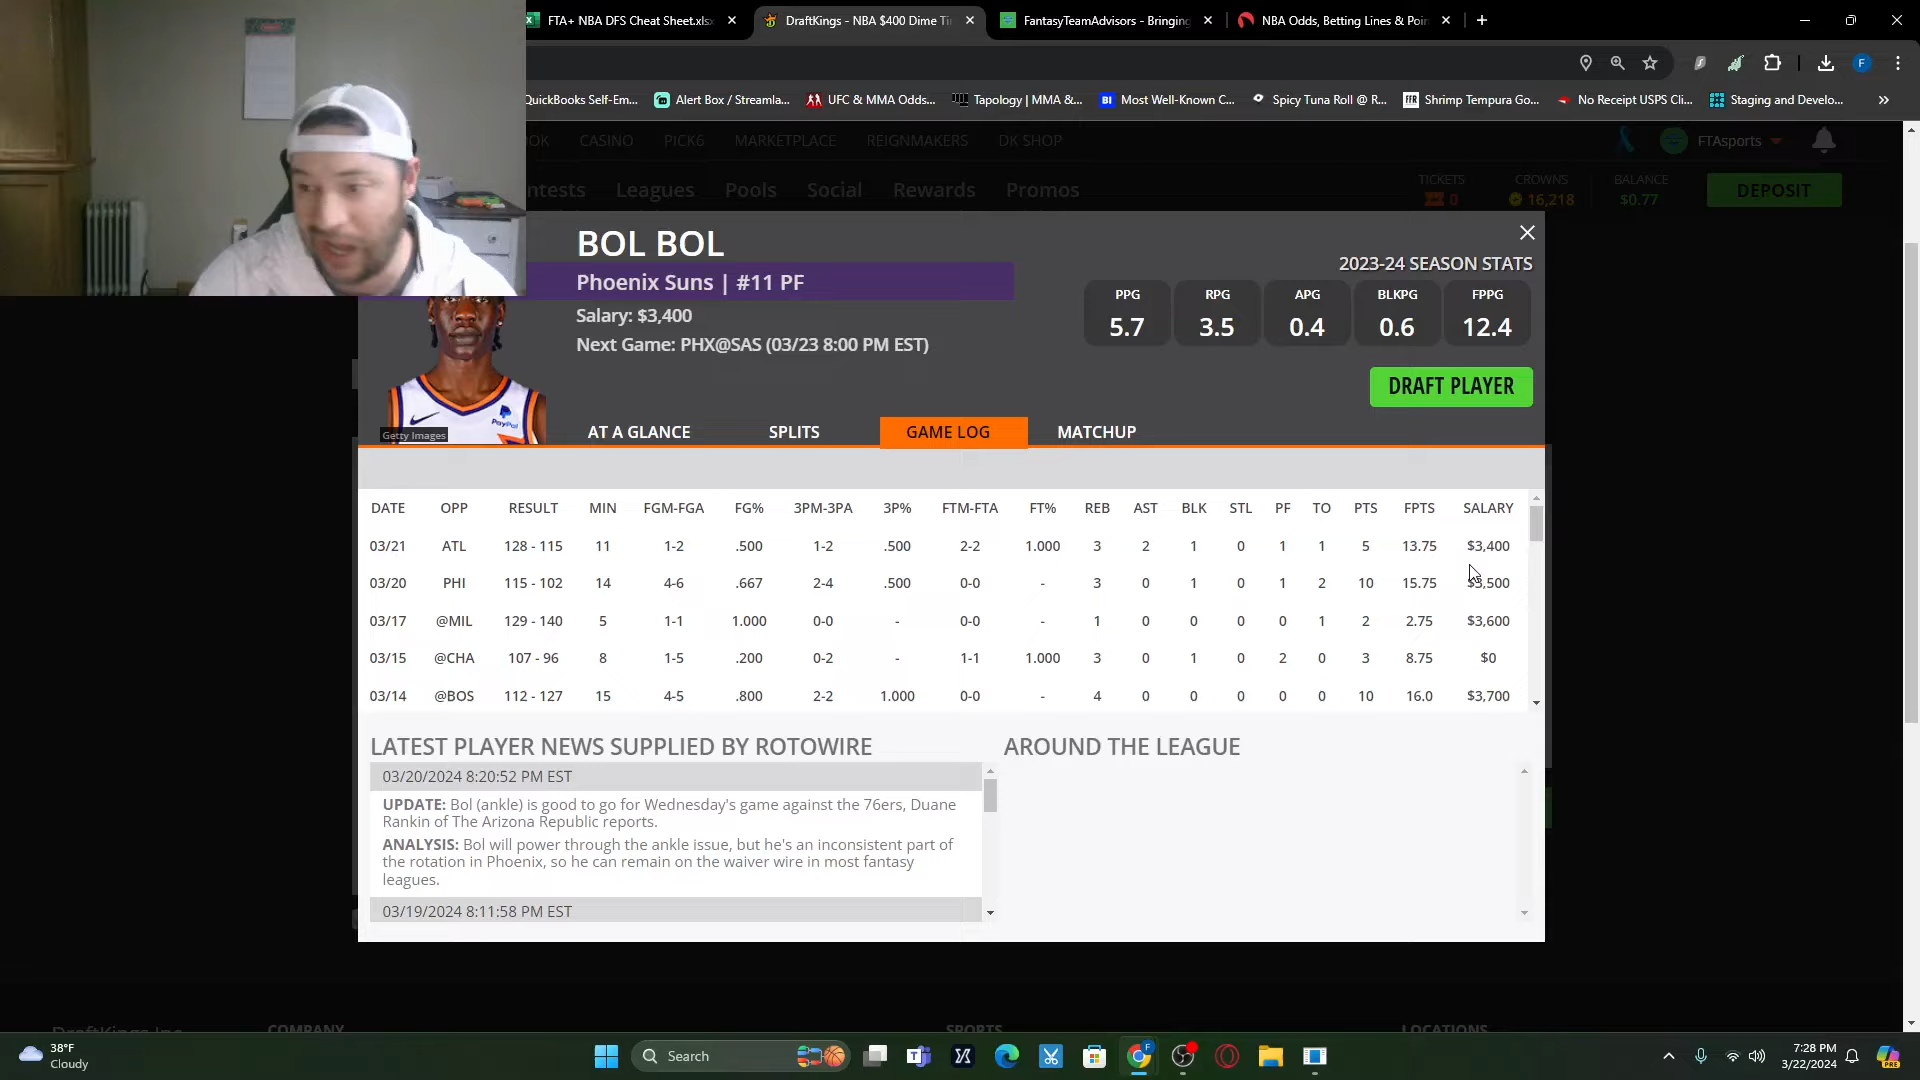 FTA+ NBA DFS Cheat Sheet.xlsx
DraftKings - NBA $400 Dime Ti
FantasyTeamAdvisors - Bringing
NBA Odds, Betting Lines & Poin
QuickBooks Self-Em...
Alert Box / Streamla...
UFC & MMA Odds...
Tapology | MMA &...
BI Most Well-Known C...
Spicy Tuna Roll @ R...
FFR Shrimp Tempura Go...
No Receipt USPS Cli...
Staging and Develo...
OOK CASINO PICK6 MARKETPLACE REIGNMAKERS DK SHOP
FTAsports
ntests Leagues Pools Social Rewards Promos
TICKETS CROWNS BALANCE
0 16,218 $0.77
DEPOSIT
BOL BOL
Phoenix Suns | #11 PF
Salary: $3,400
Next Game: PHX@SAS (03/23 8:00 PM EST)
2023-24 SEASON STATS
PPG RPG APG BLKPG FPPG
5.7 3.5 0.4 0.6 12.4
DRAFT PLAYER
PayPal
Getty Images
AT A GLANCE SPLITS GAME LOG MATCHUP
DATE OPP RESULT MIN FGM-FGA FG% 3PM-3PA 3P% FTM-FTA FT% REB AST BLK STL PF TO PTS FPTS SALARY
03/21 ATL 128 - 115 11 1-2 .500 1-2 .500 2-2 1.000 3 2 1 0 1 1 5 13.75 $3,400
03/20 PHI 115 - 102 14 4-6 .667 2-4 .500 0-0 - 3 0 1 0 1 2 10 15.75 $3,500
03/17 @MIL 129 - 140 5 1-1 1.000 0-0 - 0-0 - 1 0 0 0 0 1 2 2.75 $3,600
03/15 @CHA 107 - 96 8 1-5 .200 0-2 - 1-1 1.000 3 0 1 0 2 0 3 8.75 $0
03/14 @BOS 112 - 127 15 4-5 .800 2-2 1.000 0-0 - 4 0 0 0 0 0 10 16.0 $3,700
LATEST PLAYER NEWS SUPPLIED BY ROTOWIRE
AROUND THE LEAGUE
03/20/2024 8:20:52 PM EST
UPDATE: Bol (ankle) is good to go for Wednesday's game against the 76ers, Duane
Rankin of The Arizona Republic reports.
ANALYSIS: Bol will power through the ankle issue, but he's an inconsistent part of
the rotation in Phoenix, so he can remain on the waiver wire in most fantasy
leagues.
03/19/2024 8:11:58 PM EST
DraftKings Inc. COMPANY SPORTS LOCATIONS
38°F
Cloudy
Search
7:28 PM
3/22/2024